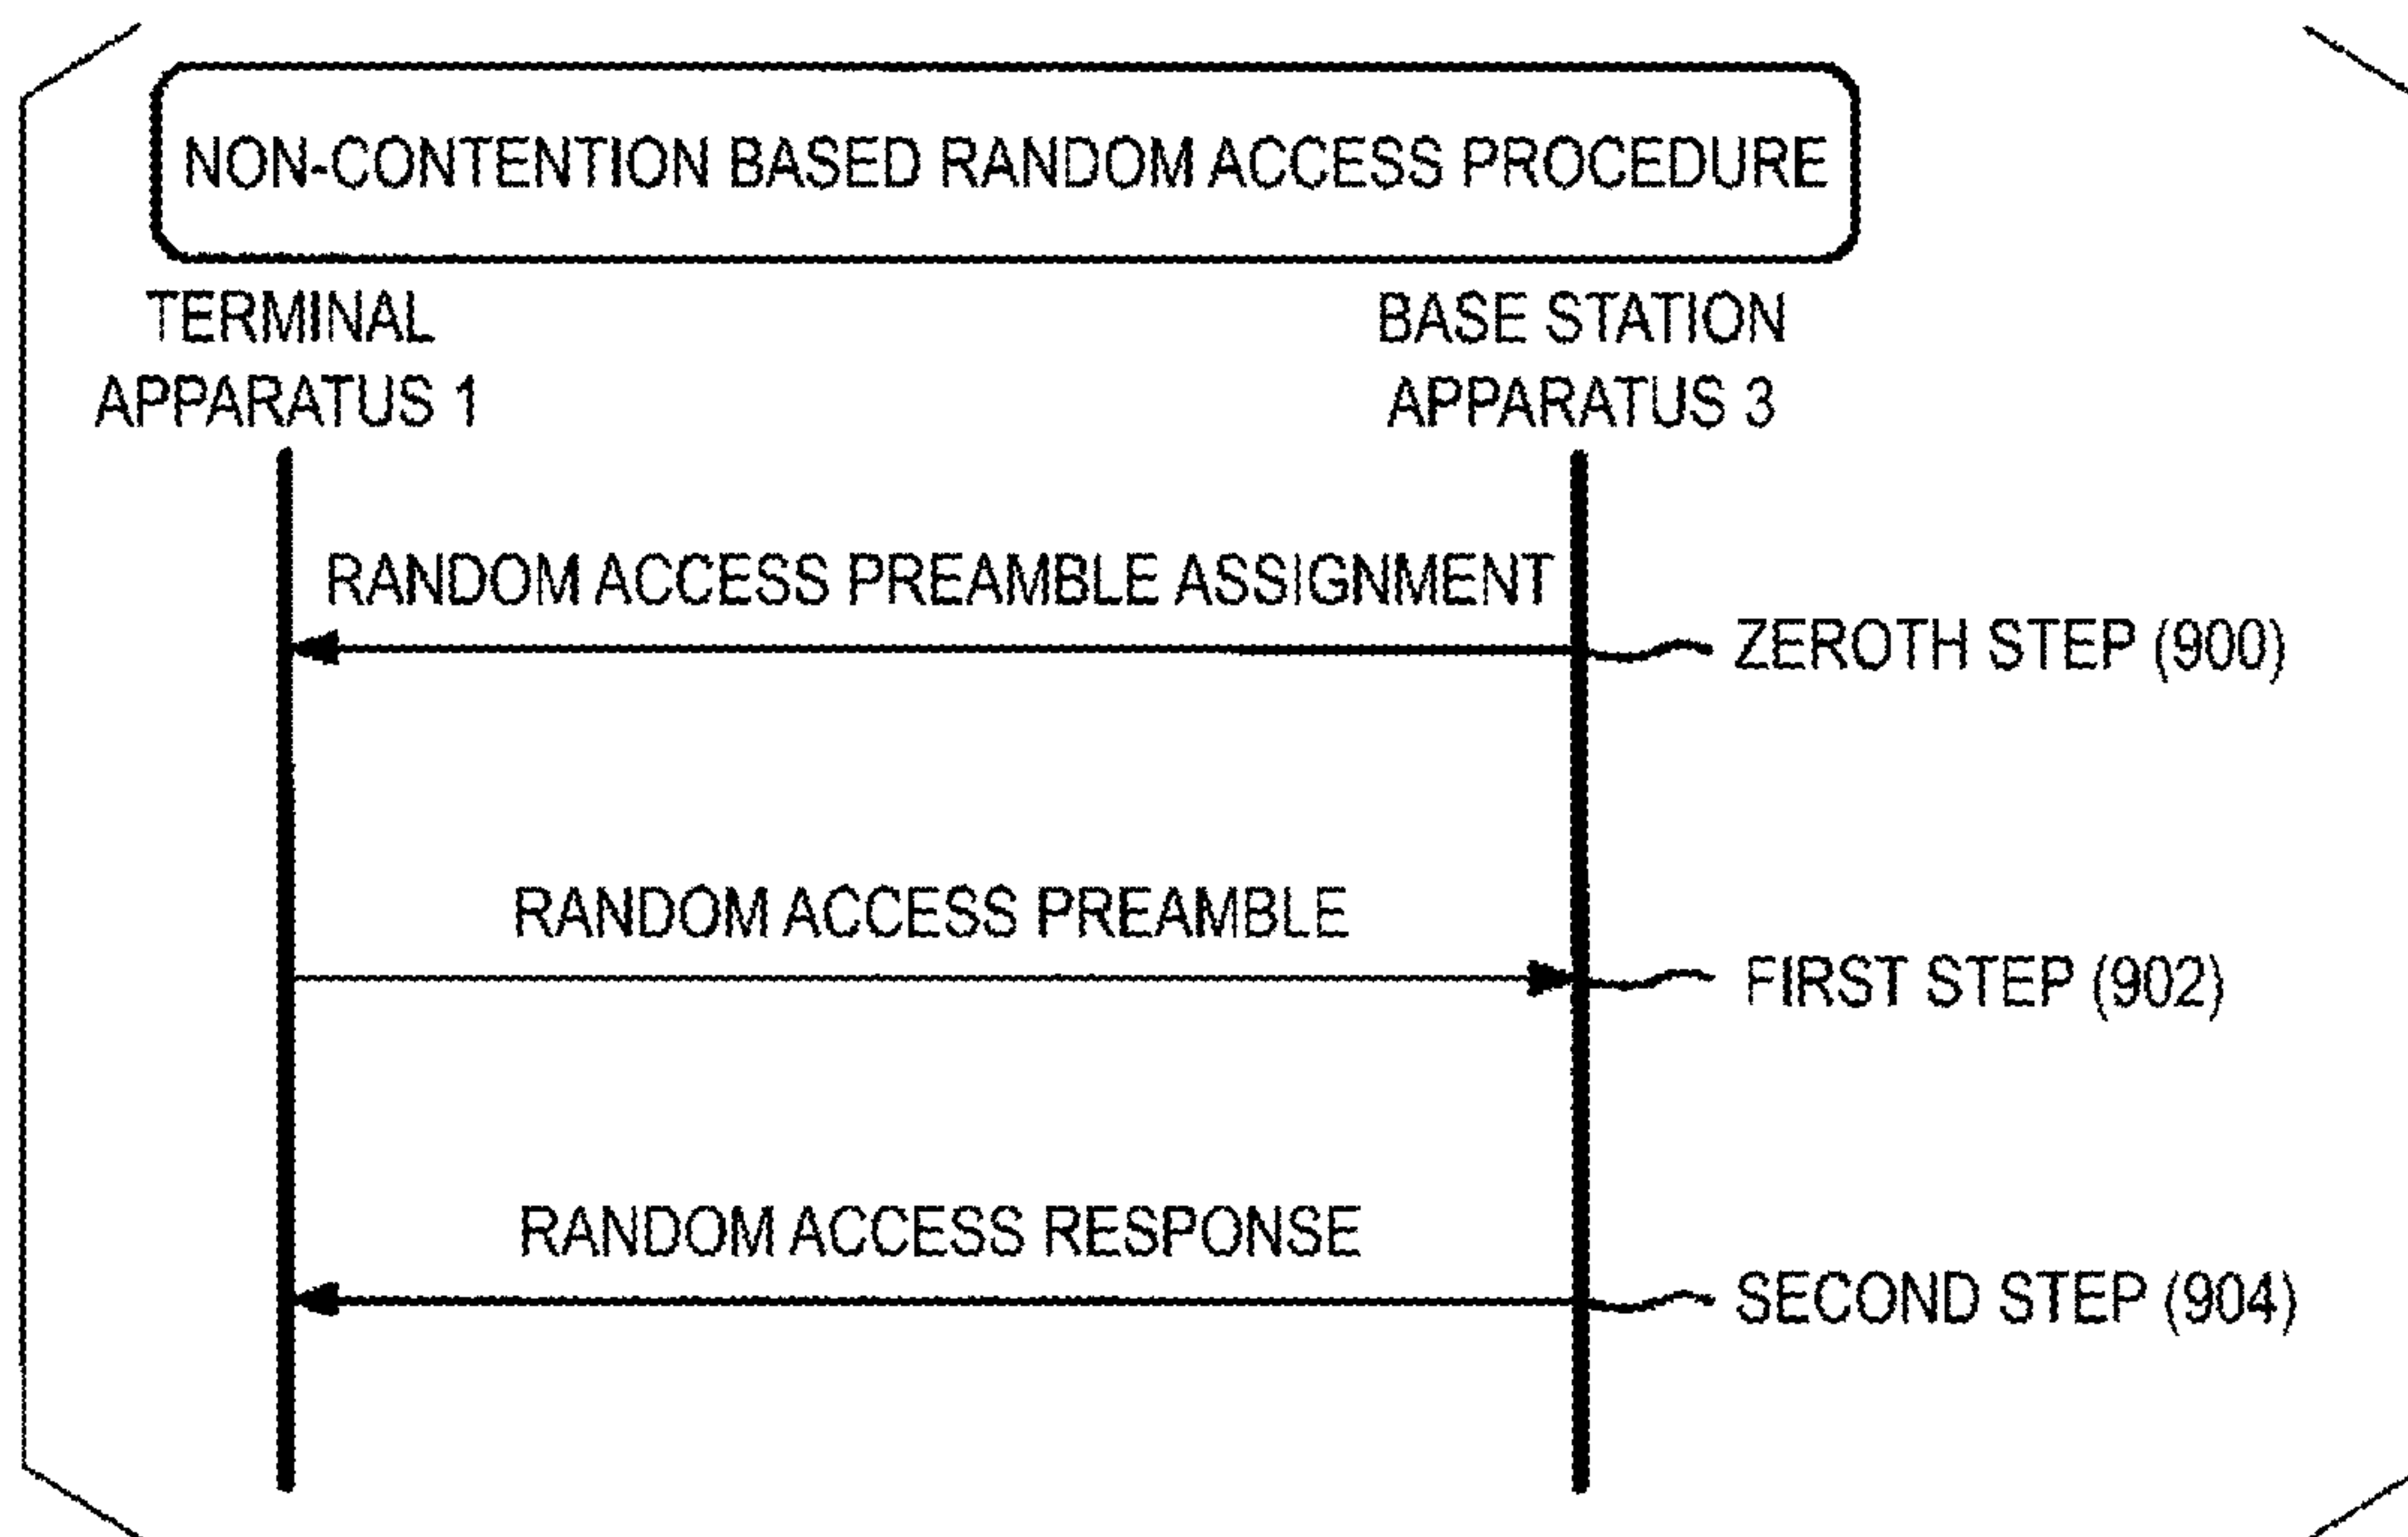 NON-CONTENTION BASED RANDOM ACCESS PROCEDURE
TERMINAL
APPARATUS 1
BASE STATION
APPARATUS 3
RANDOM ACCESS PREAMBLE ASSIGNMENT
ZEROTH STEP (900)
RANDOM ACCESS PREAMBLE
FIRST STEP (902)
RANDOM ACCESS RESPONSE
SECOND STEP (904)